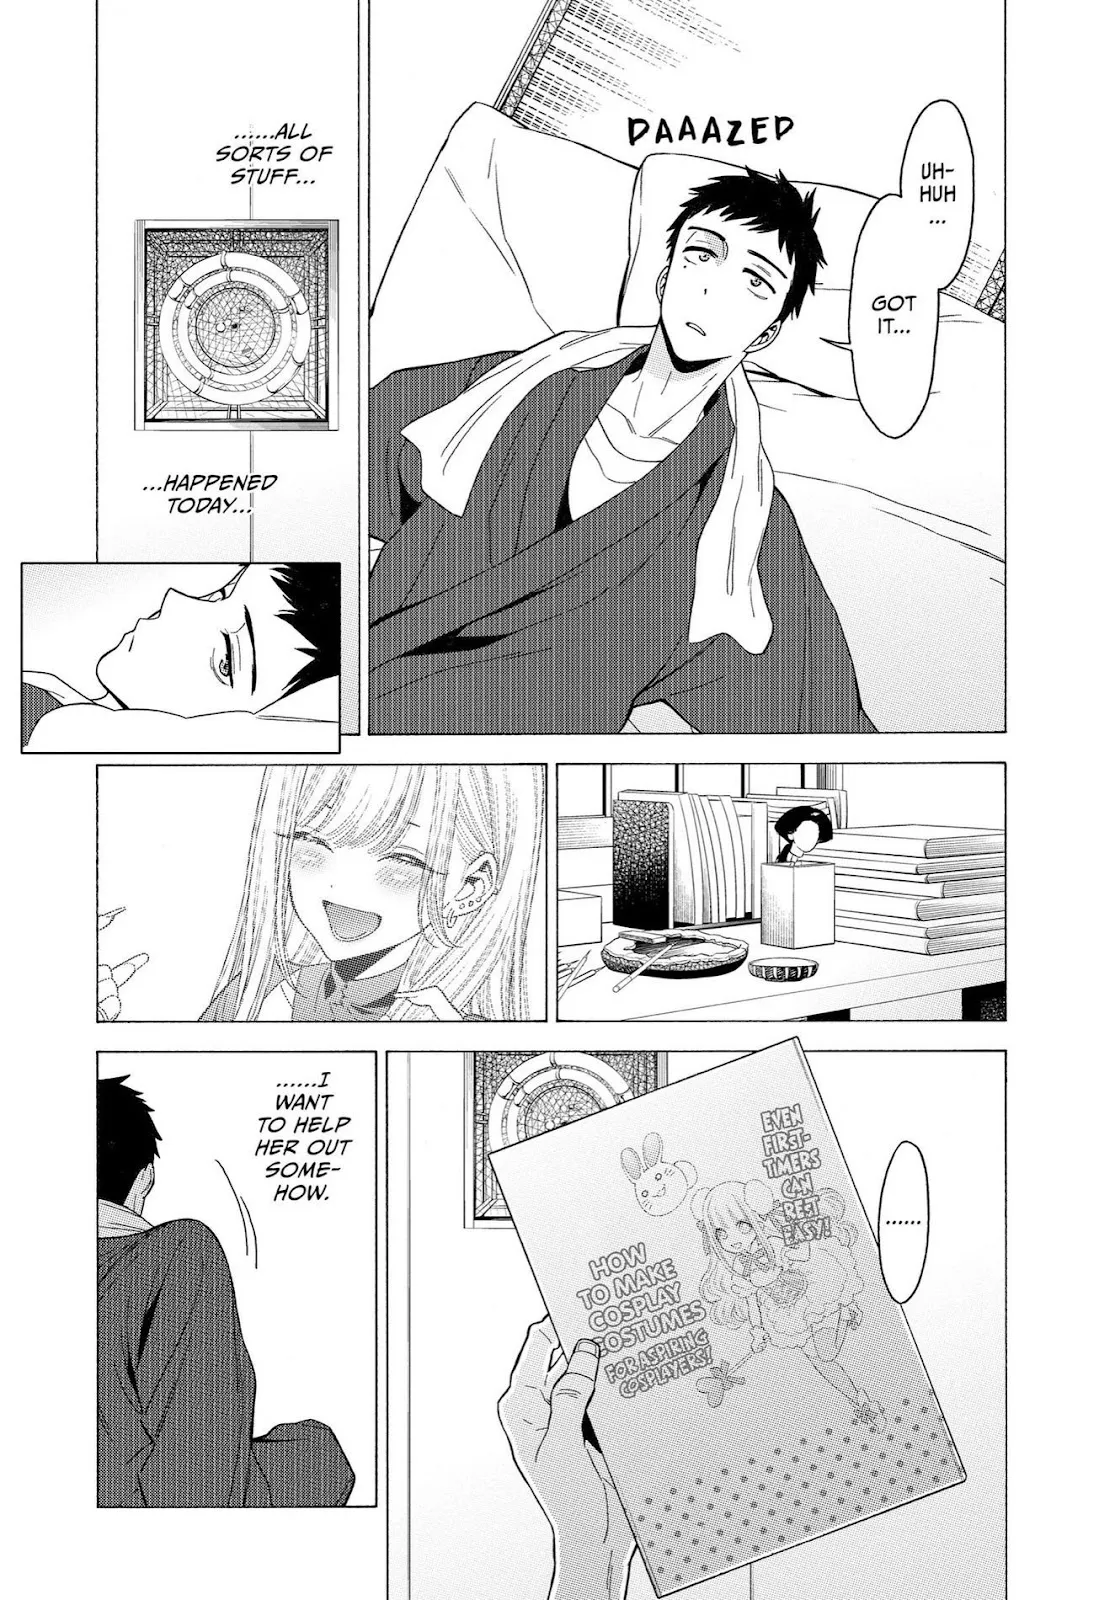 UH-
HUH
...
GOT
IT...
DAAAZED
......ALL
SORTS OF
STUFF...
...HAPPENED
TODAY...
......
EVEN
FIRST-
TIMERS
CAN
REST
EASY!
HOW
TO MAKE
COSPLAY
COSTUMES
FOR ASPIRING
COSPLAYERS!
......I
WANT
TO HELP
HER OUT
SOME-
HOW.